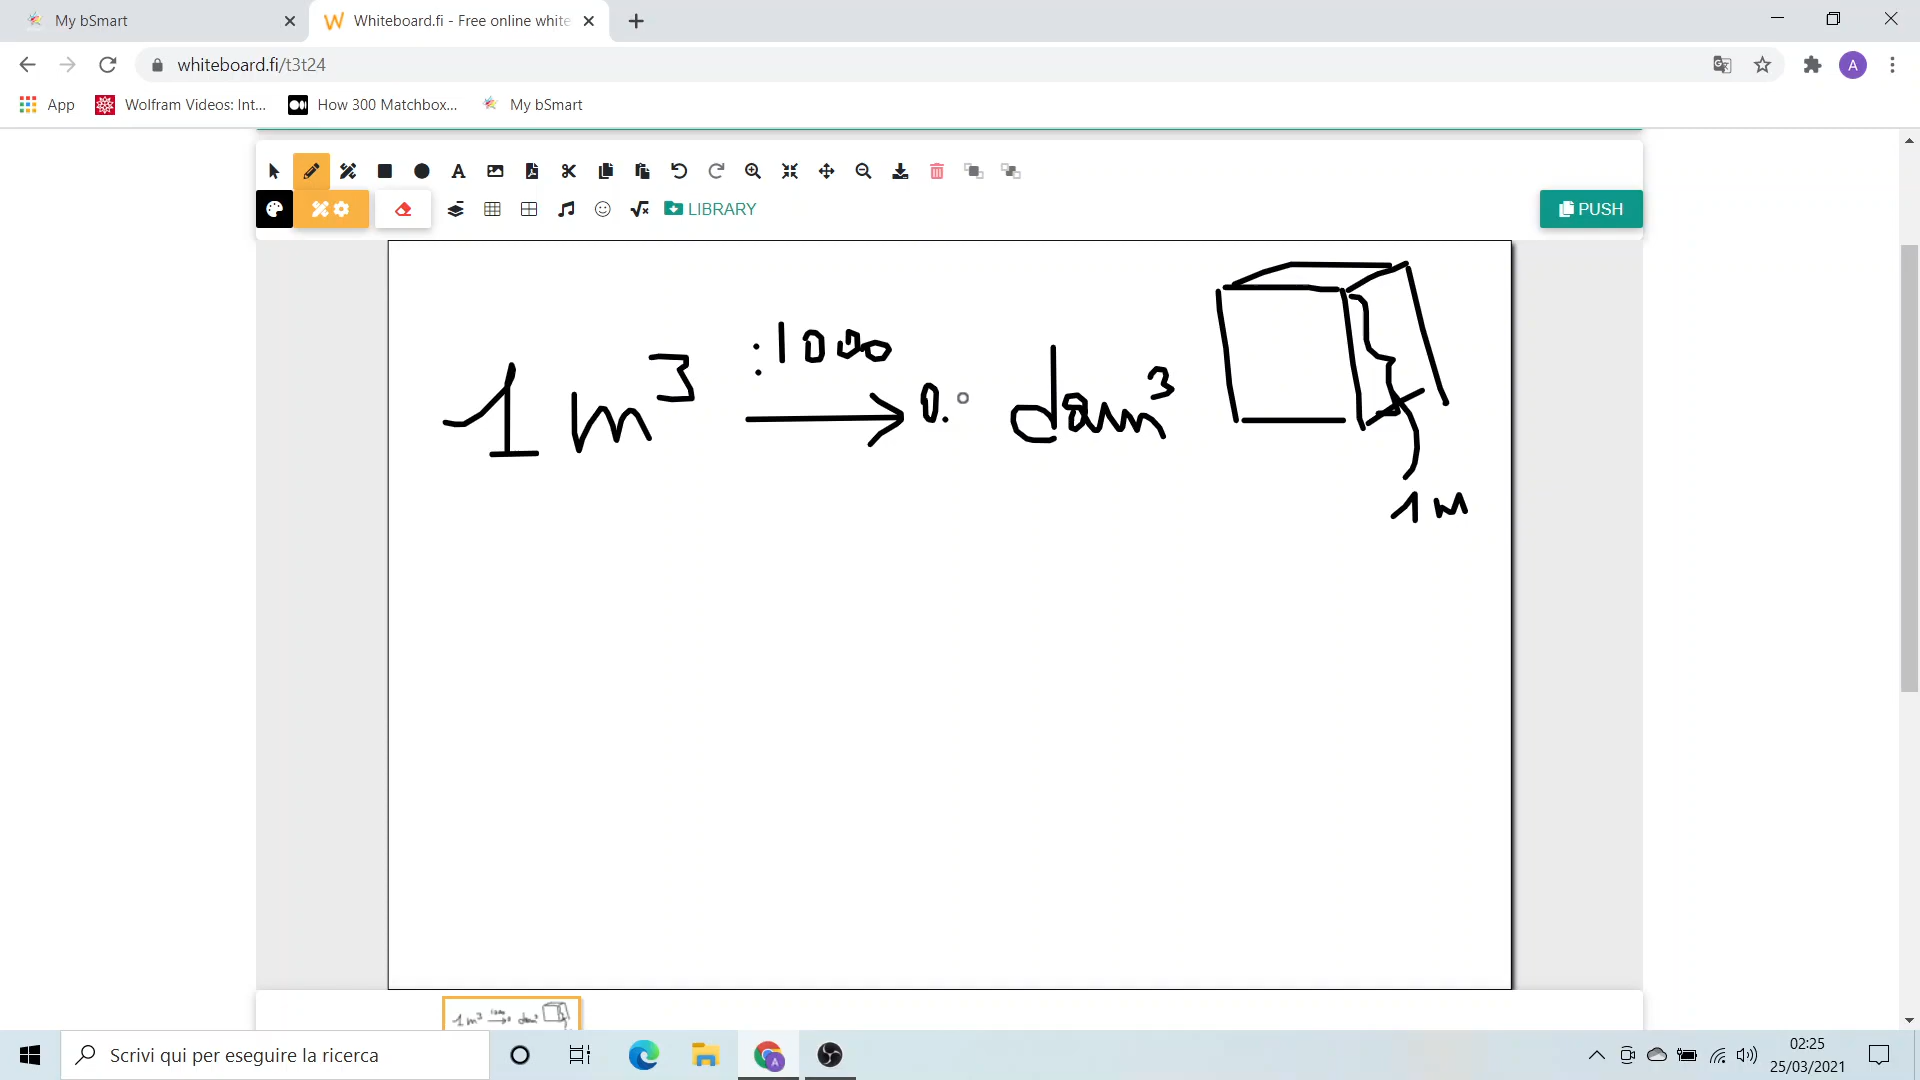 My bSmart
Whiteboard.fi - Free online white
whiteboard.fi/t3t24
A
App
Wolfram Videos: Int...
How 300 Matchbox...
My bSmart
A
LIBRARY
PUSH
1 m³ :1000 0. dam³
1 m
Scrivi qui per eseguire la ricerca
A
02:25
25/03/2021